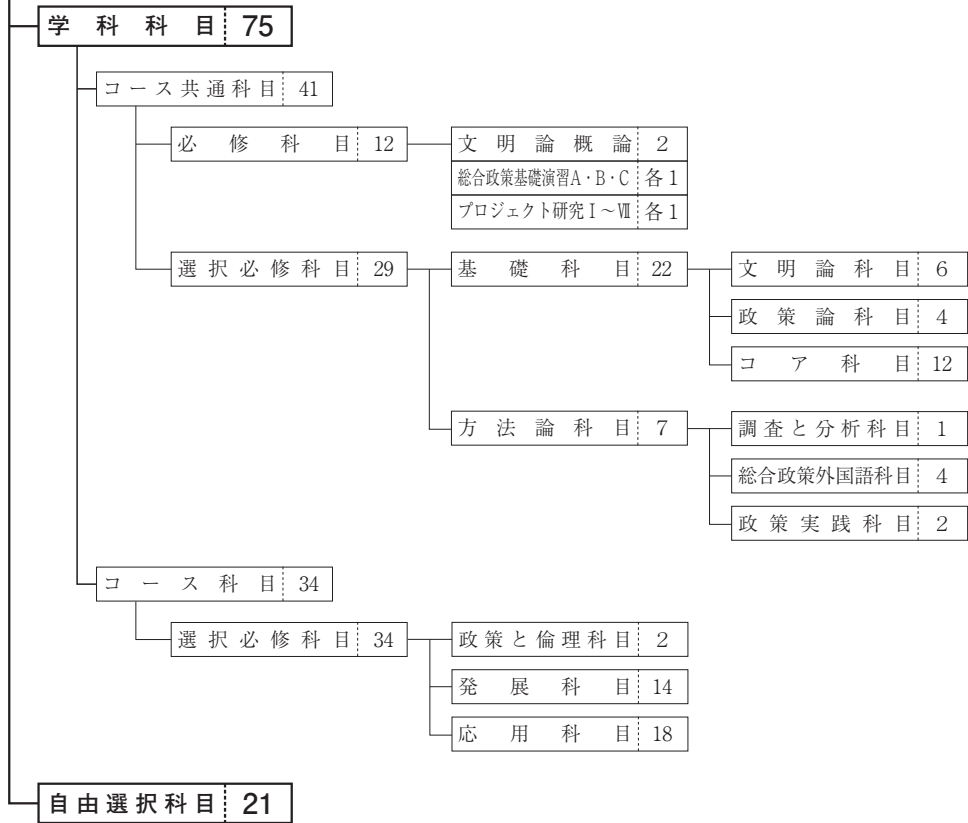 学科科目 75
コース共通科目 41
必修科目 12
文明論概論 2
総合政策基礎演習A・B・C 各1
プロジェクト研究Ⅰ～Ⅶ 各1
選択必修科目 29
基礎科目 22
文明論科目 6
政策論科目 4
コア科目 12
方法論科目 7
調査と分析科目 1
総合政策外国語科目 4
政策実践科目 2
コース科目 34
選択必修科目 34
政策と倫理科目 2
発展科目 14
応用科目 18
自由選択科目 21